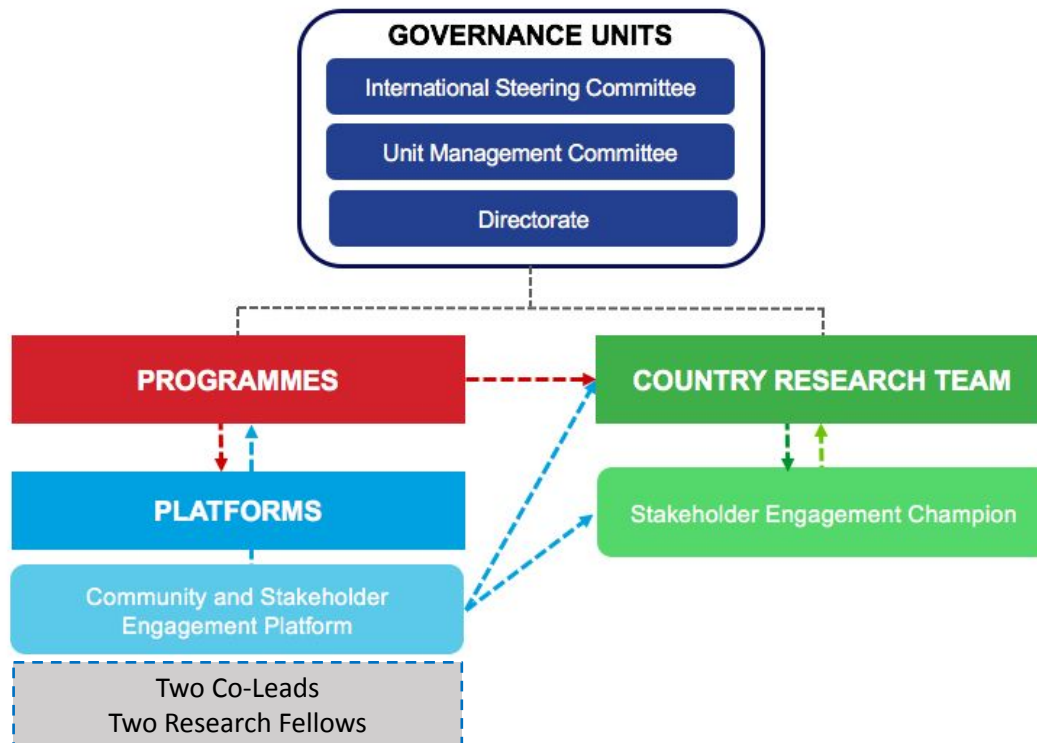 GOVERNANCE UNITS
International Steering Committee
Unit Management Committee
Directorate
PROGRAMMES
COUNTRY RESEARCH TEAM
PLATFORMS
Stakeholder Engagement Champion
Community and Stakeholder
Engagement Platform
Two Co-Leads
Two Research Fellows